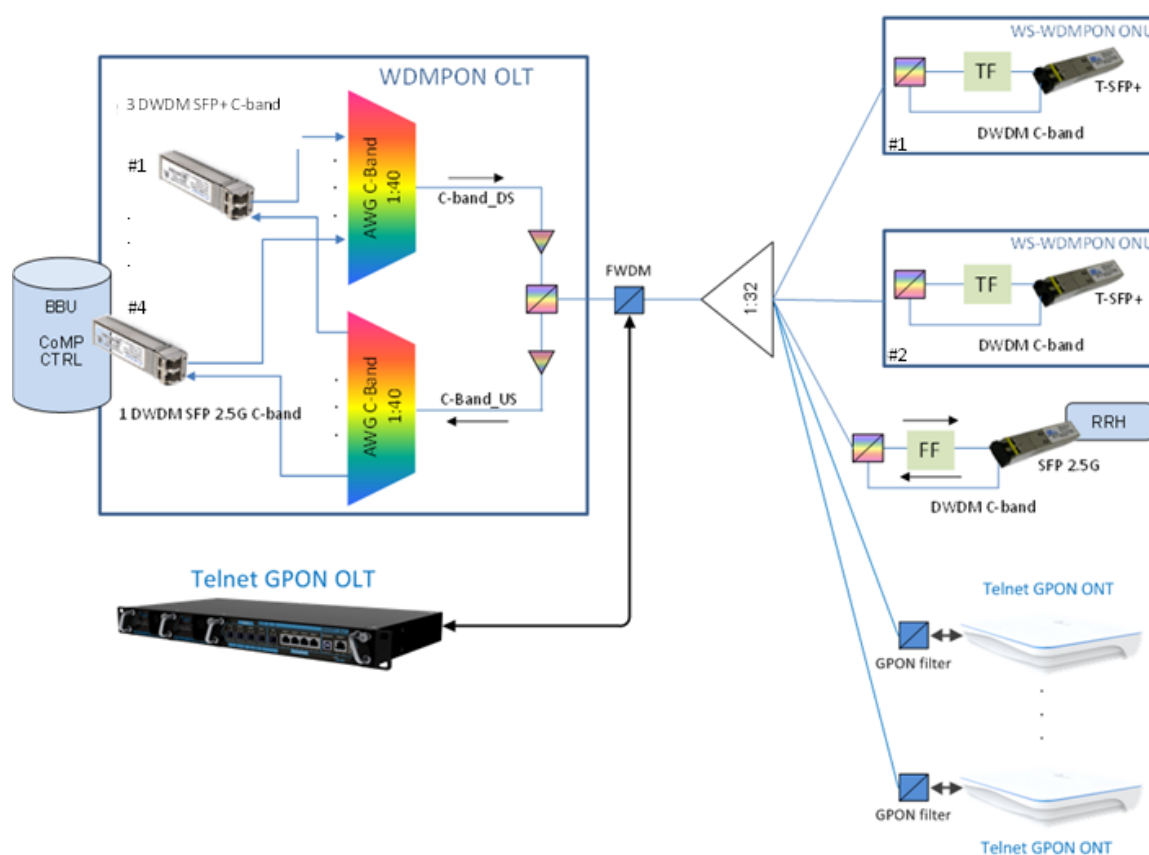 WDMPON OLT
3 DWDM SFP+ C-band
#1
#4
BBU
CoMP
CTRL
1 DWDM SFP 2.5G C-band
AWG C-Band
1:40
AWG C-Band
1:40
C-band_DS
C-Band_US
FWDM
1:32
WS-WDMPON ONU
TF
T-SFP+
DWDM C-band
#1
WS-WDMPON ONU
TF
T-SFP+
DWDM C-band
#2
FF
RRH
SFP 2.5G
DWDM C-band
Telnet GPON OLT
Telnet GPON ONT
GPON filter
GPON filter
Telnet GPON ONT